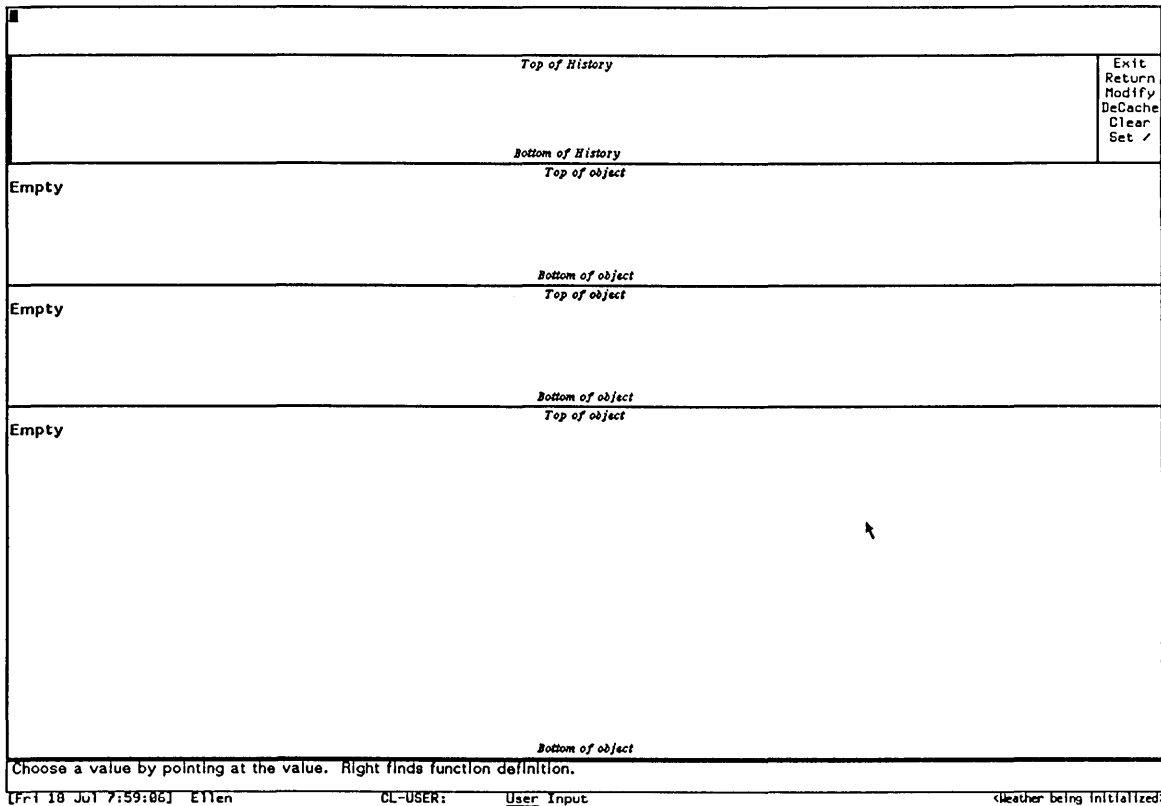 Top of History
Exit
Return
Modify
DeCache
Clear
Set /
Bottom of History
Top of object
Empty
Bottom of object
Top of object
Empty
Bottom of object
Top of object
Empty
Bottom of object
Choose a value by pointing at the value. Right finds function definition.
[Fri 18 Jul 7:59:06] Ellen CL-USER: User Input <Weather being initialized>